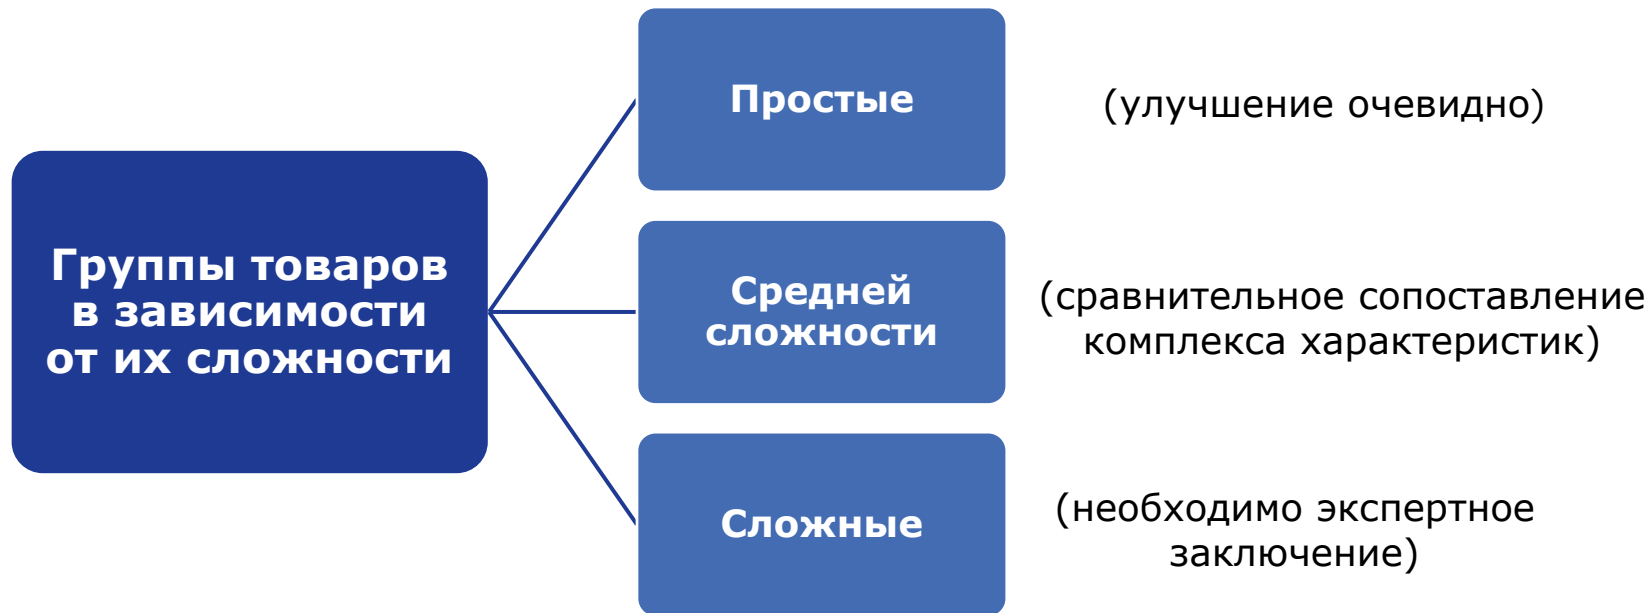 Группы товаров
в зависимости
от их сложности
Простые
(улучшение очевидно)
Средней
сложности
(сравнительное сопоставление
комплекса характеристик)
Сложные
(необходимо экспертное
заключение)